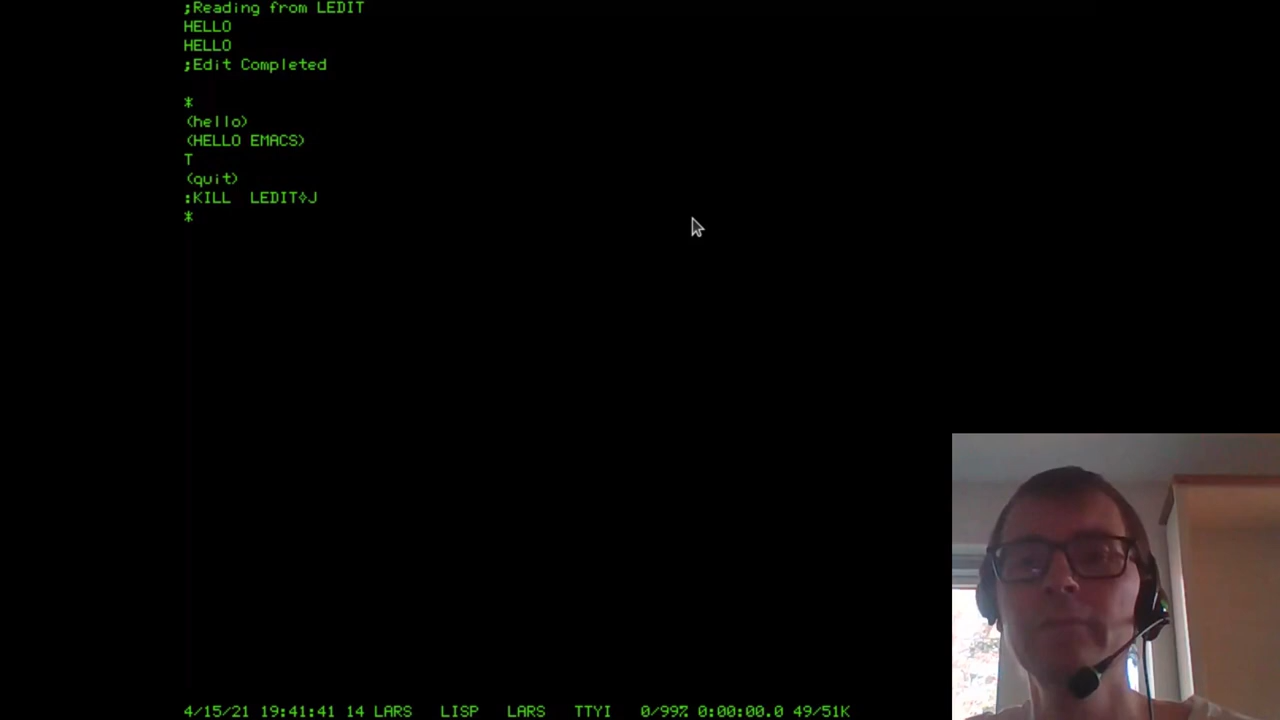 ;Reading from LEDIT
HELLO
HELLO
;Edit Completed
*
(hello)
(HELLO EMACS)
T
(quit)
:KILL  LEDIT◊J
*
4/15/21 19:41:41 14 LARS   LISP   LARS   TTYI   0/99% 0:00:00.0 49/51K